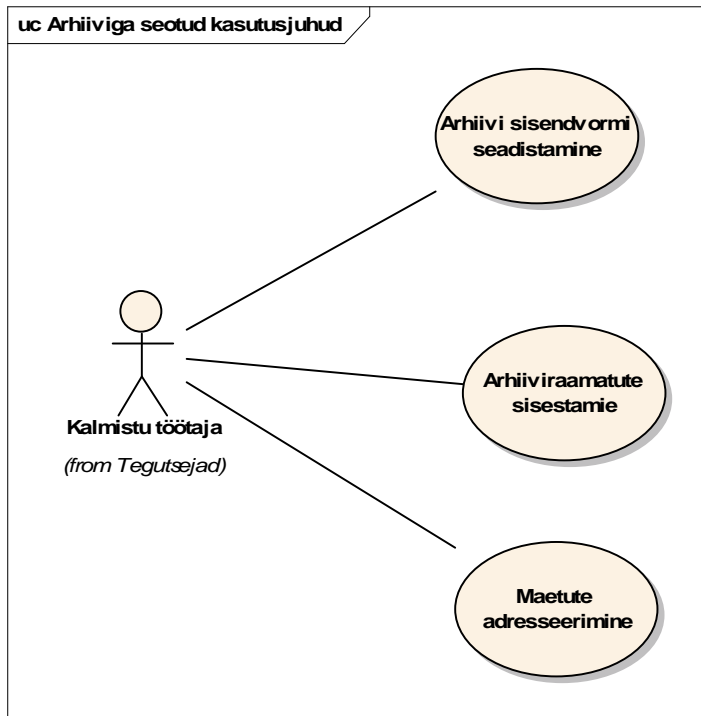 uc Arhiiviga seotud kasutusjuhud
Arhiivi sisendvormi
seadistamine
Arhiiviraamatute
sisestamie
Kalmistu töötaja
(from Tegutsejad)
Maetute
adresseerimine